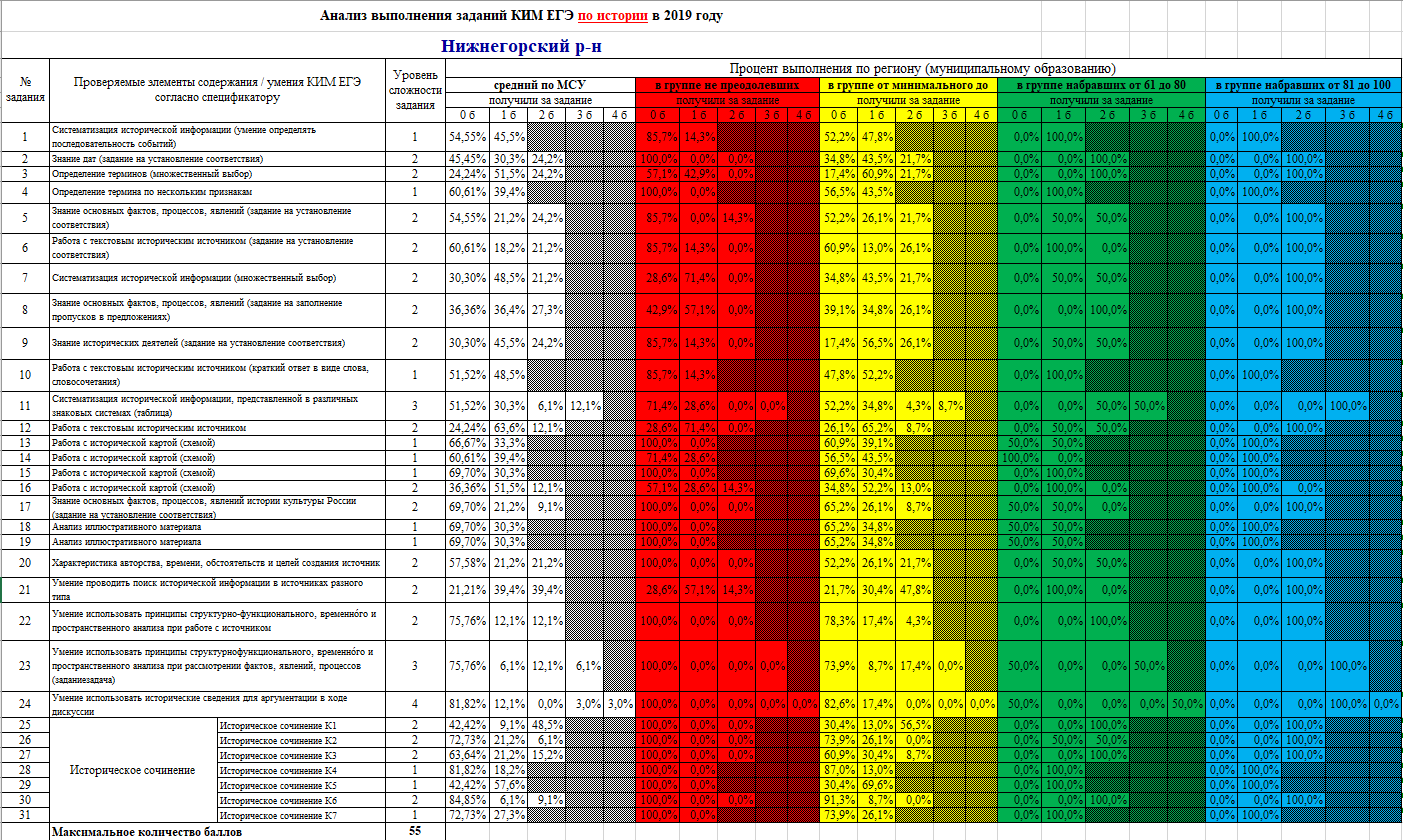 Анализ выполнения заданий КИМ ЕГЭ по истории в 2019 году
Нижнегорский р-н
№ задания Проверяемые элементы содержания / умения КИМ ЕГЭ согласно спецификатору Уровень сложности задания Процент выполнения по региону (муниципальному образованию)
средний по МСУ в группе не преодолевших в группе от минимального до в группе набравших от 61 до 80 в группе набравших от 81 до 100
получили за задание получили за задание получили за задание получили за задание получили за задание
0 б 1 б 2 б 3 б 4 б 0 б 1 б 2 б 3 б 4 б 0 б 1 б 2 б 3 б 4 б 0 б 1 б 2 б 3 б 4 б 0 б 1 б 2 б 3 б 4 б
1 Систематизация исторической информации (умение определять последовательность событий) 1 54,55% 45,5% 85,7% 14,3% 52,2% 47,8% 0,0% 100,0% 0,0% 100,0%
2 Знание дат (задание на установление соответствия) 2 45,45% 30,3% 24,2% 100,0% 0,0% 0,0% 34,8% 43,5% 21,7% 0,0% 0,0% 100,0% 0,0% 0,0% 100,0%
3 Определение терминов (множественный выбор) 2 24,24% 51,5% 24,2% 57,1% 42,9% 0,0% 17,4% 60,9% 21,7% 0,0% 0,0% 100,0% 0,0% 0,0% 100,0%
4 Определение термина по нескольким признакам 1 60,61% 39,4% 100,0% 0,0% 56,5% 43,5% 0,0% 100,0% 0,0% 100,0%
5 Знание основных фактов, процессов, явлений (задание на установление соответствия) 2 54,55% 21,2% 24,2% 85,7% 0,0% 14,3% 52,2% 26,1% 21,7% 0,0% 50,0% 50,0% 0,0% 0,0% 100,0%
6 Работа с текстовым историческим источником (задание на установление соответствия) 2 60,61% 18,2% 21,2% 85,7% 14,3% 0,0% 60,9% 13,0% 26,1% 0,0% 100,0% 0,0% 0,0% 0,0% 100,0%
7 Систематизация исторической информации (множественный выбор) 2 30,30% 48,5% 21,2% 28,6% 71,4% 0,0% 34,8% 43,5% 21,7% 0,0% 50,0% 50,0% 0,0% 0,0% 100,0%
8 Знание основных фактов, процессов, явлений (задание на заполнение пропусков в предложениях) 2 36,36% 36,4% 27,3% 42,9% 57,1% 0,0% 39,1% 34,8% 26,1% 0,0% 0,0% 100,0% 0,0% 0,0% 100,0%
9 Знание исторических деятелей (задание на установление соответствия) 2 30,30% 45,5% 24,2% 85,7% 14,3% 0,0% 17,4% 56,5% 26,1% 0,0% 50,0% 50,0% 0,0% 0,0% 100,0%
10 Работа с текстовым историческим источником (краткий ответ в виде слова, словосочетания) 1 51,52% 48,5% 85,7% 14,3% 47,8% 52,2% 0,0% 100,0% 0,0% 100,0%
11 Систематизация исторической информации, представленной в различных знаковых системах (таблица) 3 51,52% 30,3% 6,1% 12,1% 71,4% 28,6% 0,0% 0,0% 52,2% 34,8% 4,3% 8,7% 0,0% 0,0% 50,0% 50,0% 0,0% 0,0% 0,0% 100,0%
12 Работа с текстовым историческим источником 2 24,24% 63,6% 12,1% 28,6% 71,4% 0,0% 26,1% 65,2% 8,7% 0,0% 50,0% 50,0% 0,0% 0,0% 100,0%
13 Работа с исторической картой (схемой) 1 66,67% 33,3% 100,0% 0,0% 60,9% 39,1% 50,0% 50,0% 0,0% 100,0%
14 Работа с исторической картой (схемой) 1 60,61% 39,4% 71,4% 28,6% 56,5% 43,5% 100,0% 0,0% 0,0% 100,0%
15 Работа с исторической картой (схемой) 1 69,70% 30,3% 100,0% 0,0% 69,6% 30,4% 0,0% 100,0% 0,0% 100,0%
16 Работа с исторической картой (схемой) 2 36,36% 51,5% 12,1% 57,1% 28,6% 14,3% 34,8% 52,2% 13,0% 0,0% 100,0% 0,0% 0,0% 100,0% 0,0%
17 Знание основных фактов, процессов, явлений истории культуры России (задание на установление соответствия) 2 69,70% 21,2% 9,1% 100,0% 0,0% 0,0% 65,2% 26,1% 8,7% 50,0% 50,0% 0,0% 0,0% 0,0% 100,0%
18 Анализ иллюстративного материала 1 69,70% 30,3% 100,0% 0,0% 65,2% 34,8% 50,0% 50,0% 0,0% 100,0%
19 Анализ иллюстративного материала 1 69,70% 30,3% 100,0% 0,0% 65,2% 34,8% 50,0% 50,0% 0,0% 100,0%
20 Характеристика авторства, времени, обстоятельств и целей создания источник 2 57,58% 21,2% 21,2% 100,0% 0,0% 0,0% 52,2% 26,1% 21,7% 0,0% 50,0% 50,0% 0,0% 0,0% 100,0%
21 Умение проводить поиск исторической информации в источниках разного типа 2 21,21% 39,4% 39,4% 28,6% 57,1% 14,3% 21,7% 30,4% 47,8% 0,0% 100,0% 0,0% 0,0% 0,0% 100,0%
22 Умение использовать принципы структурно-функционального, временно́го и пространственного анализа при работе с источником 2 75,76% 12,1% 12,1% 100,0% 0,0% 0,0% 78,3% 17,4% 4,3% 0,0% 0,0% 100,0% 0,0% 0,0% 100,0%
23 Умение использовать принципы структурнофункционального, временно́го и пространственного анализа при рассмотрении фактов, явлений, процессов (заданиезадача) 3 75,76% 6,1% 12,1% 6,1% 100,0% 0,0% 0,0% 0,0% 73,9% 8,7% 17,4% 0,0% 50,0% 0,0% 0,0% 50,0% 0,0% 0,0% 0,0% 100,0%
24 Умение использовать исторические сведения для аргументации в ходе дискуссии 4 81,82% 12,1% 0,0% 3,0% 3,0% 100,0% 0,0% 0,0% 0,0% 0,0% 82,6% 17,4% 0,0% 0,0% 0,0% 50,0% 0,0% 0,0% 0,0% 50,0% 0,0% 0,0% 0,0% 100,0% 0,0%
25 Историческое сочинение Историческое сочинение К1 2 42,42% 9,1% 48,5% 100,0% 0,0% 0,0% 30,4% 13,0% 56,5% 0,0% 0,0% 100,0% 0,0% 0,0% 100,0%
26 Историческое сочинение К2 2 72,73% 21,2% 6,1% 100,0% 0,0% 0,0% 73,9% 26,1% 0,0% 0,0% 50,0% 50,0% 0,0% 0,0% 100,0%
27 Историческое сочинение К3 2 63,64% 21,2% 15,2% 100,0% 0,0% 0,0% 60,9% 30,4% 8,7% 0,0% 0,0% 100,0% 0,0% 0,0% 100,0%
28 Историческое сочинение К4 1 81,82% 18,2% 100,0% 0,0% 87,0% 13,0% 0,0% 100,0% 0,0% 100,0%
29 Историческое сочинение К5 1 42,42% 57,6% 100,0% 0,0% 30,4% 69,6% 0,0% 100,0% 0,0% 100,0%
30 Историческое сочинение К6 2 84,85% 6,1% 9,1% 100,0% 0,0% 0,0% 91,3% 8,7% 0,0% 0,0% 0,0% 100,0% 0,0% 0,0% 100,0%
31 Историческое сочинение К7 1 72,73% 27,3% 100,0% 0,0% 73,9% 26,1% 0,0% 100,0% 0,0% 100,0%
Максимальное количество баллов 55